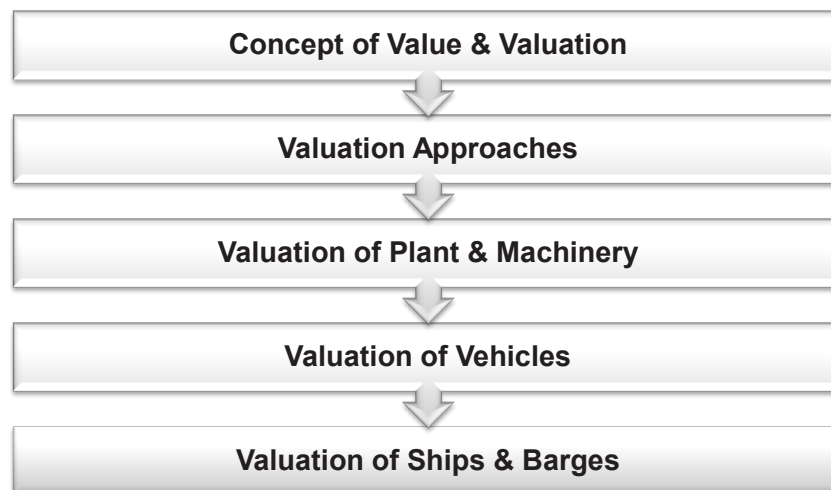 Concept of Value & Valuation
Valuation Approaches
Valuation of Plant & Machinery
Valuation of Vehicles
Valuation of Ships & Barges